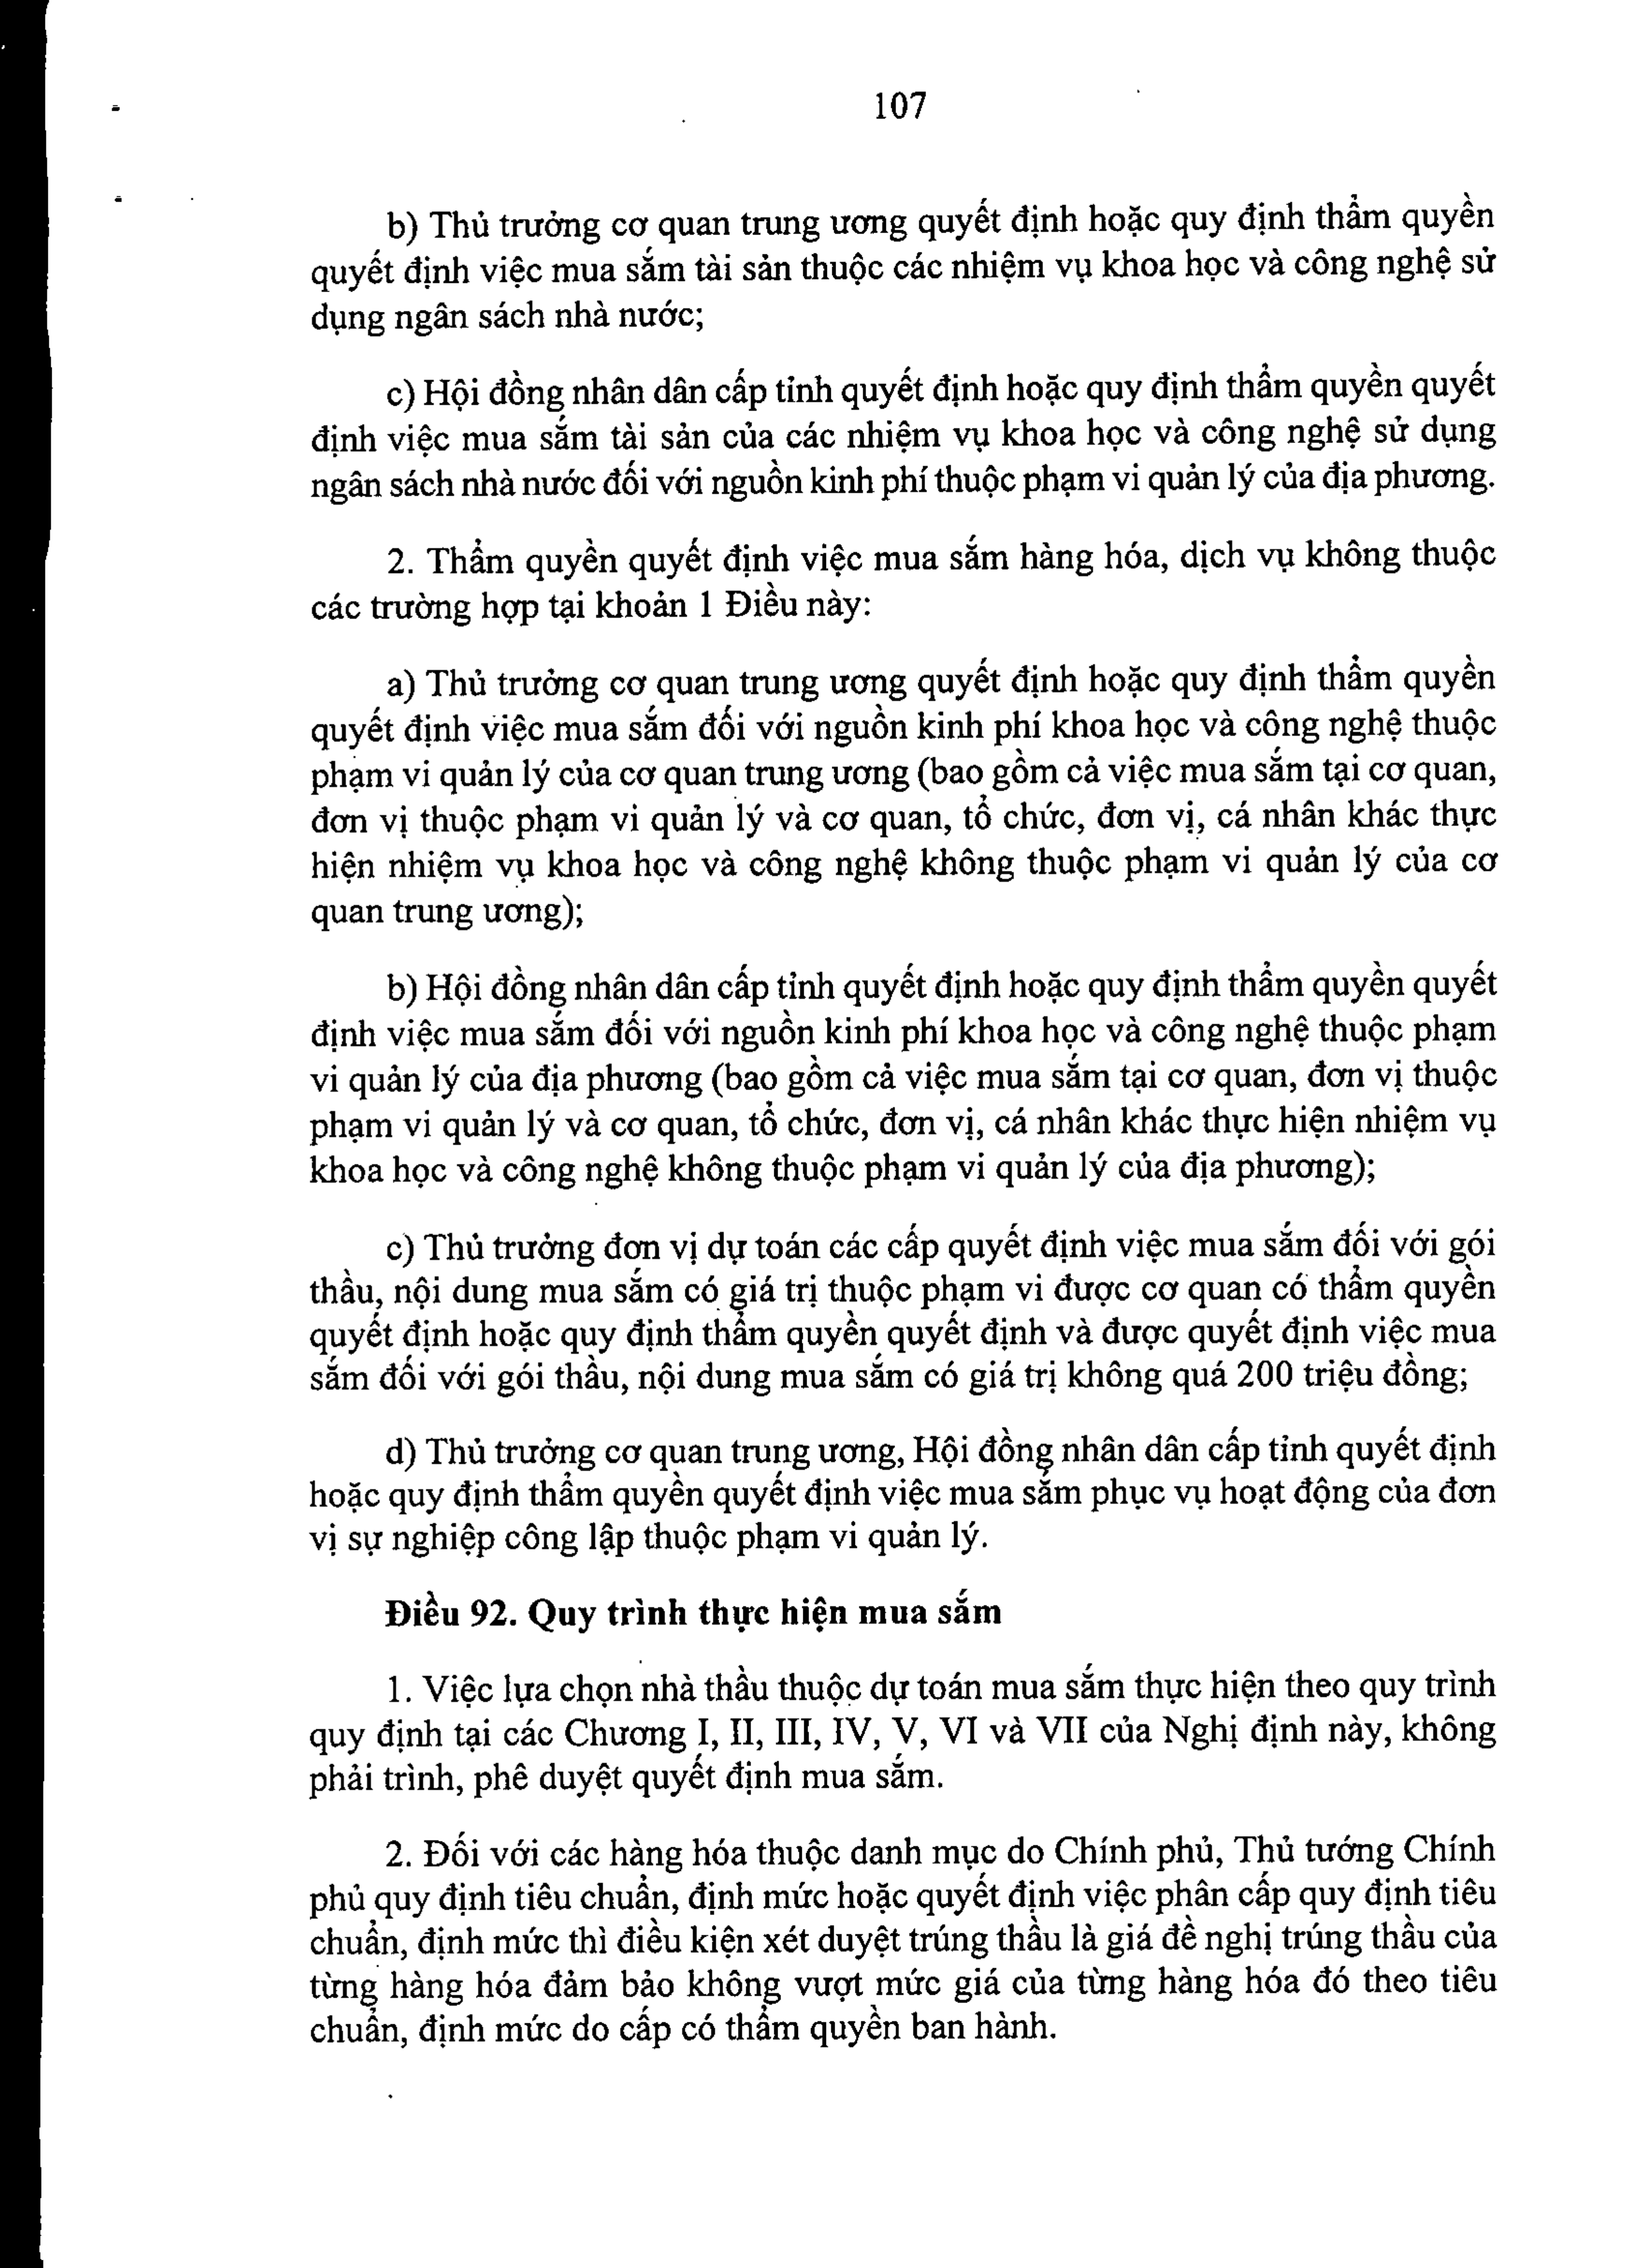 107
b) Thủ trưởng cơ quan trung ương quyết định hoặc quy định thẩm quyền
quyết định việc mua sắm tài sản thuộc các nhiệm vụ khoa học và công nghệ sử
dụng ngân sách nhà nước;
c) Hội đồng nhân dân cấp tỉnh quyết định hoặc quy định thẩm quyền quyết
định việc mua sắm tài sản của các nhiệm vụ khoa học và công nghệ sử dụng
ngân sách nhà nước đối với nguồn kinh phí thuộc phạm vi quản lý của địa phương.
2. Thẩm quyền quyết định việc mua sắm hàng hóa, dịch vụ không thuộc
các trường hợp tại khoản 1 Điều này:
a) Thủ trưởng cơ quan trung ương quyết định hoặc quy định thẩm quyền
quyết định việc mua sắm đối với nguồn kinh phí khoa học và công nghệ thuộc
phạm vi quản lý của cơ quan trung ương (bao gồm cả việc mua sắm tại cơ quan,
đơn vị thuộc phạm vi quản lý và cơ quan, tổ chức, đơn vị, cá nhân khác thực
hiện nhiệm vụ khoa học và công nghệ không thuộc phạm vi quản lý của cơ
quan trung ương);
b) Hội đồng nhân dân cấp tỉnh quyết định hoặc quy định thẩm quyền quyết
định việc mua sắm đối với nguồn kinh phí khoa học và công nghệ thuộc phạm
vi quản lý của địa phương (bao gồm cả việc mua sắm tại cơ quan, đơn vị thuộc
phạm vi quản lý và cơ quan, tổ chức, đơn vị, cá nhân khác thực hiện nhiệm vụ
khoa học và công nghệ không thuộc phạm vi quản lý của địa phương);
c) Thủ trưởng đơn vị dự toán các cấp quyết định việc mua sắm đối với gói
thầu, nội dung mua sắm có giá trị thuộc phạm vi được cơ quan có thẩm quyền
quyết định hoặc quy định thẩm quyền quyết định và được quyết định việc mua
sắm đối với gói thầu, nội dung mua sắm có giá trị không quá 200 triệu đồng;
d) Thủ trưởng cơ quan trung ương, Hội đồng nhân dân cấp tỉnh quyết định
hoặc quy định thẩm quyền quyết định việc mua sắm phục vụ hoạt động của đơn
vị sự nghiệp công lập thuộc phạm vi quản lý.
Điều 92. Quy trình thực hiện mua sắm
1. Việc lựa chọn nhà thầu thuộc dự toán mua sắm thực hiện theo quy trình
quy định tại các Chương I, II, III, IV, V, VI và VII của Nghị định này, không
phải trình, phê duyệt quyết định mua sắm.
2. Đối với các hàng hóa thuộc danh mục do Chính phủ, Thủ tướng Chính
phủ quy định tiêu chuẩn, định mức hoặc quyết định việc phân cấp quy định tiêu
chuẩn, định mức thì điều kiện xét duyệt trúng thầu là giá đề nghị trúng thầu của
từng hàng hóa đảm bảo không vượt mức giá của từng hàng hóa đó theo tiêu
chuẩn, định mức do cấp có thẩm quyền ban hành.